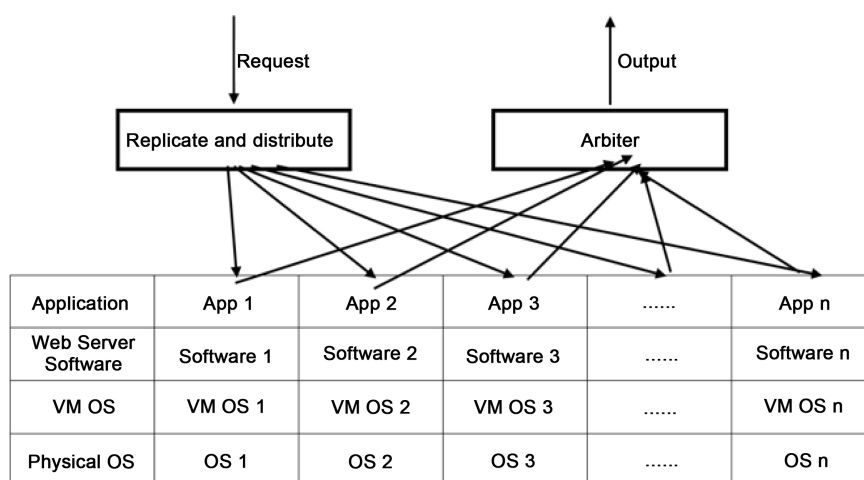 Request
Output
Replicate and distribute
Arbiter
Application
App 1
App 2
App 3
......
App n
Web Server
Software
Software 1
Software 2
Software 3
......
Software n
VM OS
VM OS 1
VM OS 2
VM OS 3
......
VM OS n
Physical OS
OS 1
OS 2
OS 3
......
OS n